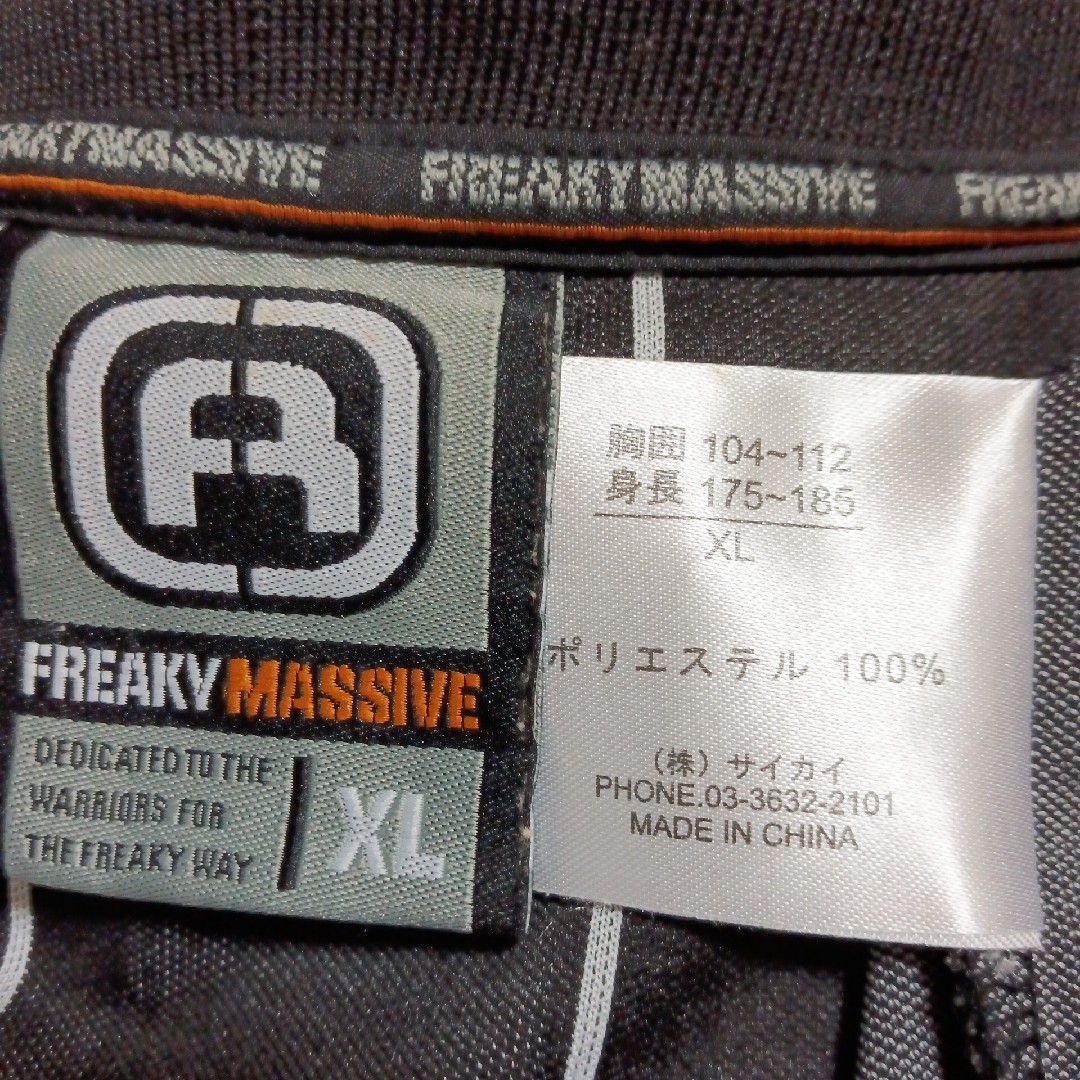 FREAKYMASSIVE
FREAKY MASSIVE
DEDICATED TO THE
WARRIORS FOR
THE FREAKY WAY
XL
胸囲 104~112
身長 175~185
XL
ポリエステル 100%
(株) サイカイ
PHONE.03-3632-2101
MADE IN CHINA